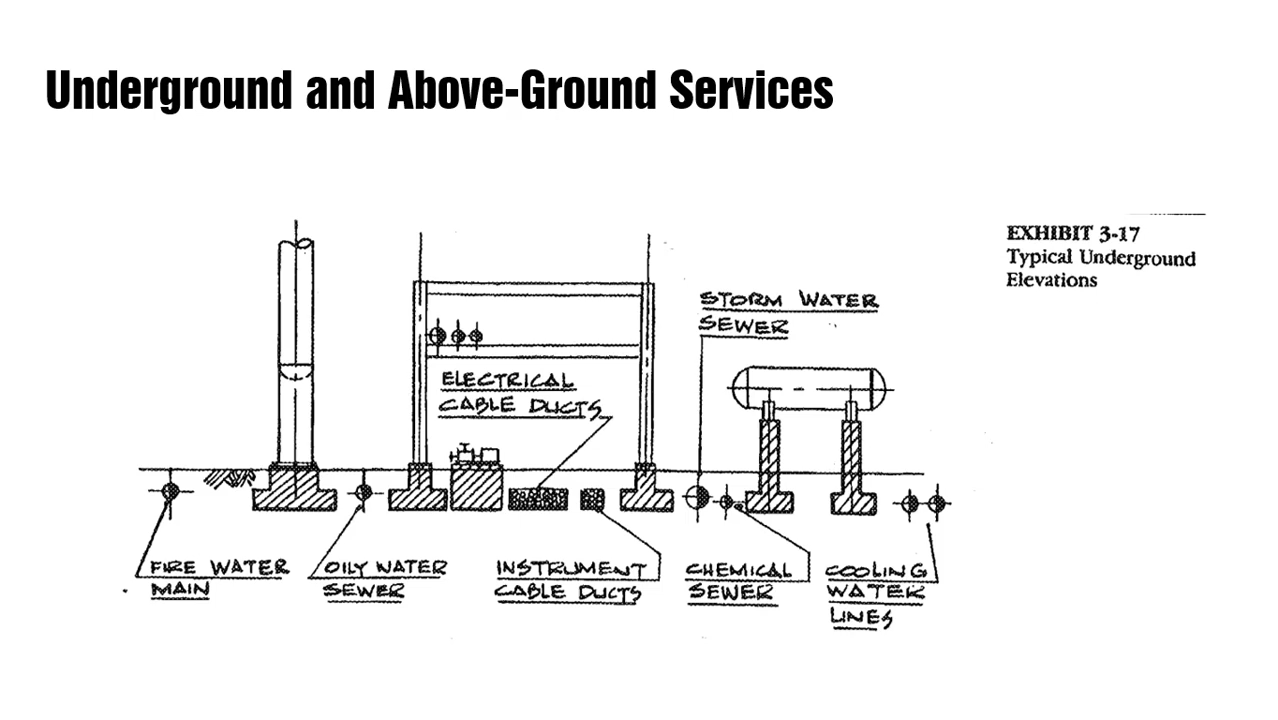 Underground and Above-Ground Services
EXHIBIT 3-17
Typical Underground
Elevations
STORM WATER
SEWER
ELECTRICAL
CABLE DUCTS
FIRE WATER
MAIN
OILY WATER
SEWER
INSTRUMENT
CABLE DUCTS
CHEMICAL
SEWER
COOLING
WATER
LINES